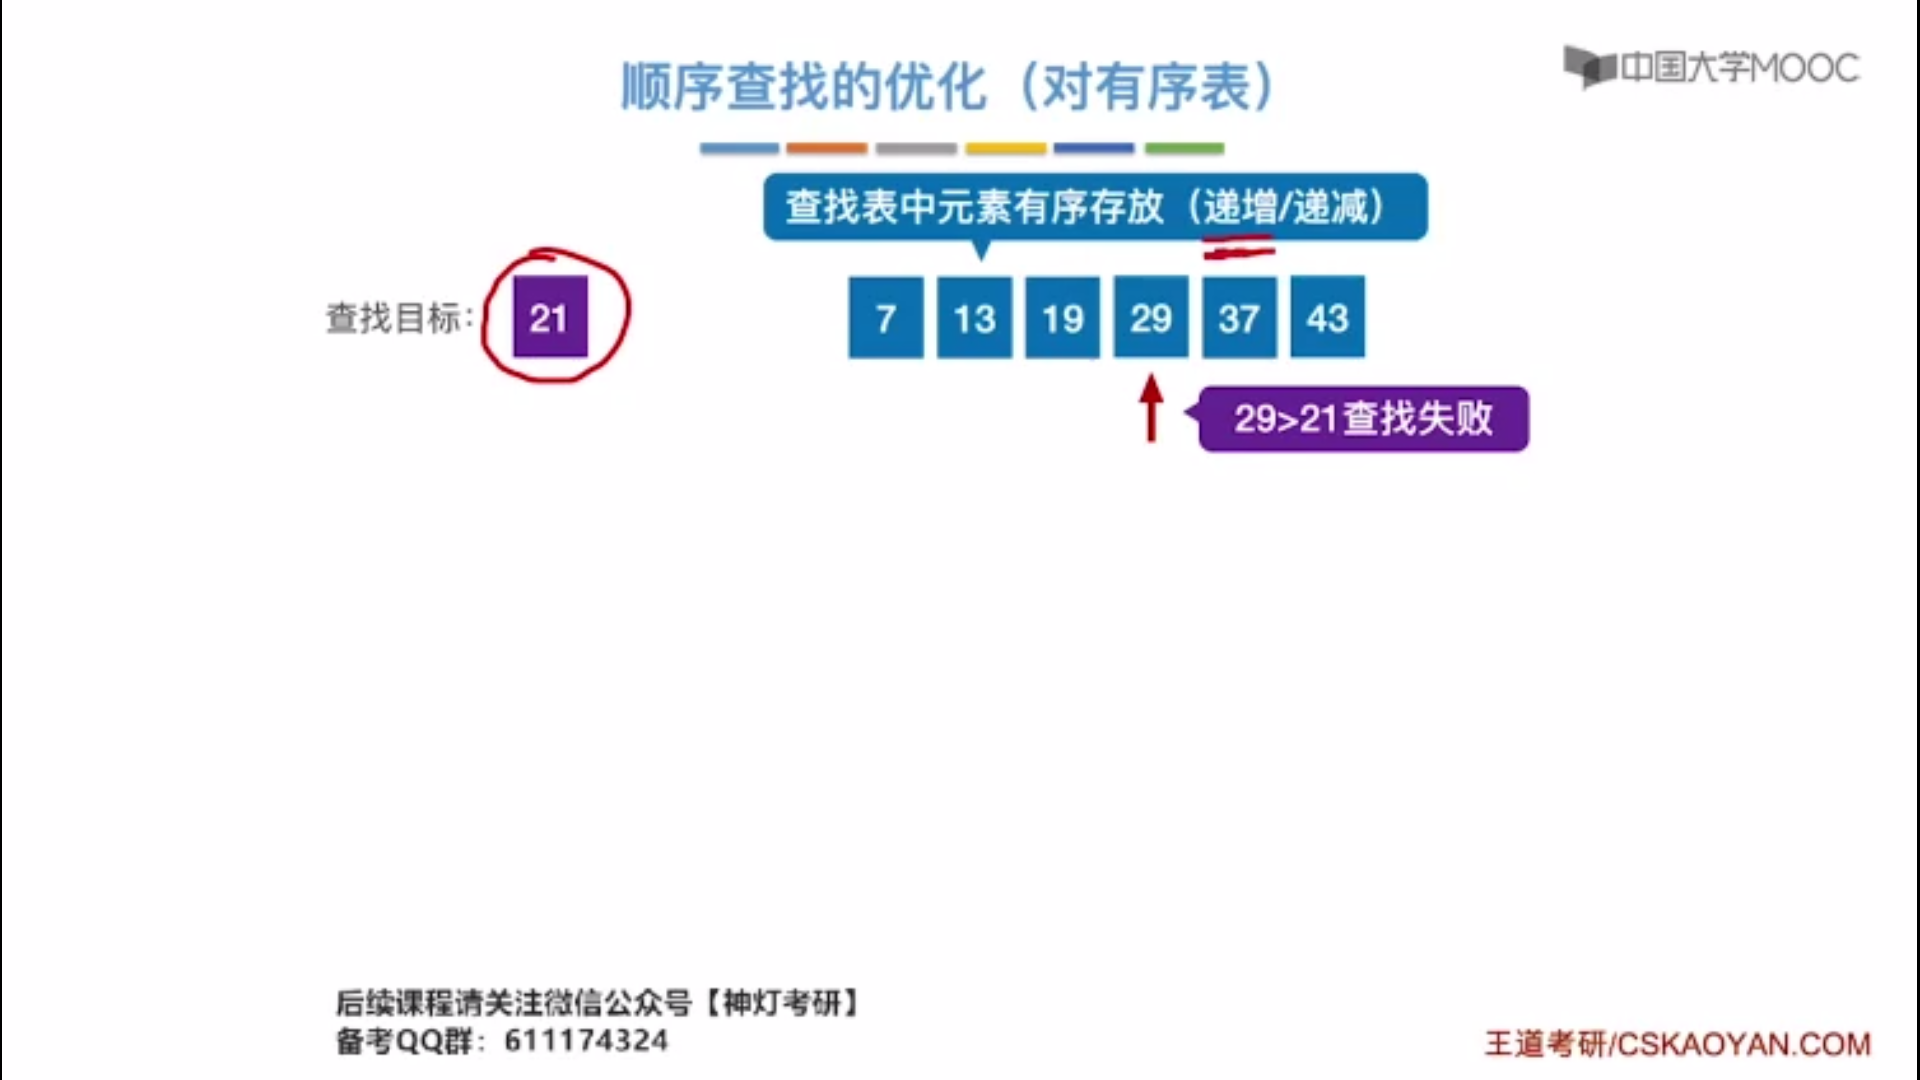 顺序查找的优化（对有序表）
中国大学MOOC
查找表中元素有序存放（递增/递减）
查找目标：
21
7 13 19 29 37 43
29>21查找失败
后续课程请关注微信公众号【神灯考研】
备考QQ群：611174324
王道考研/CSKAOYAN.COM